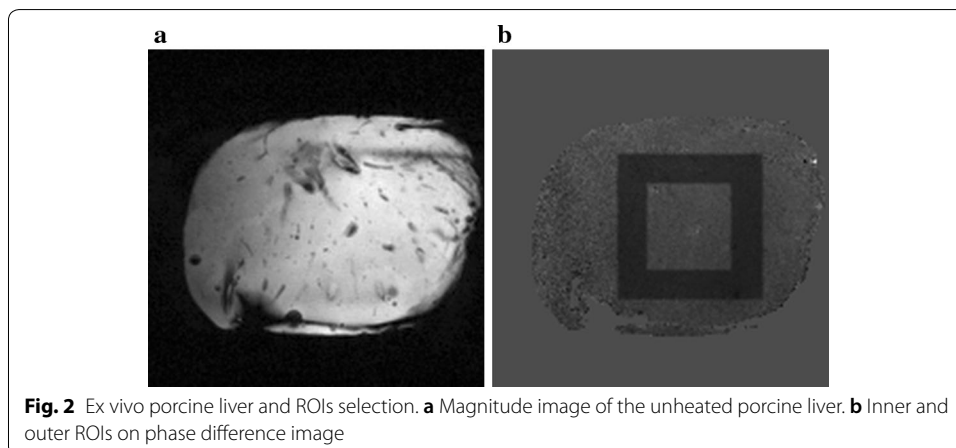 a b
Fig. 2 Ex vivo porcine liver and ROIs selection. a Magnitude image of the unheated porcine liver. b Inner and
outer ROIs on phase difference image